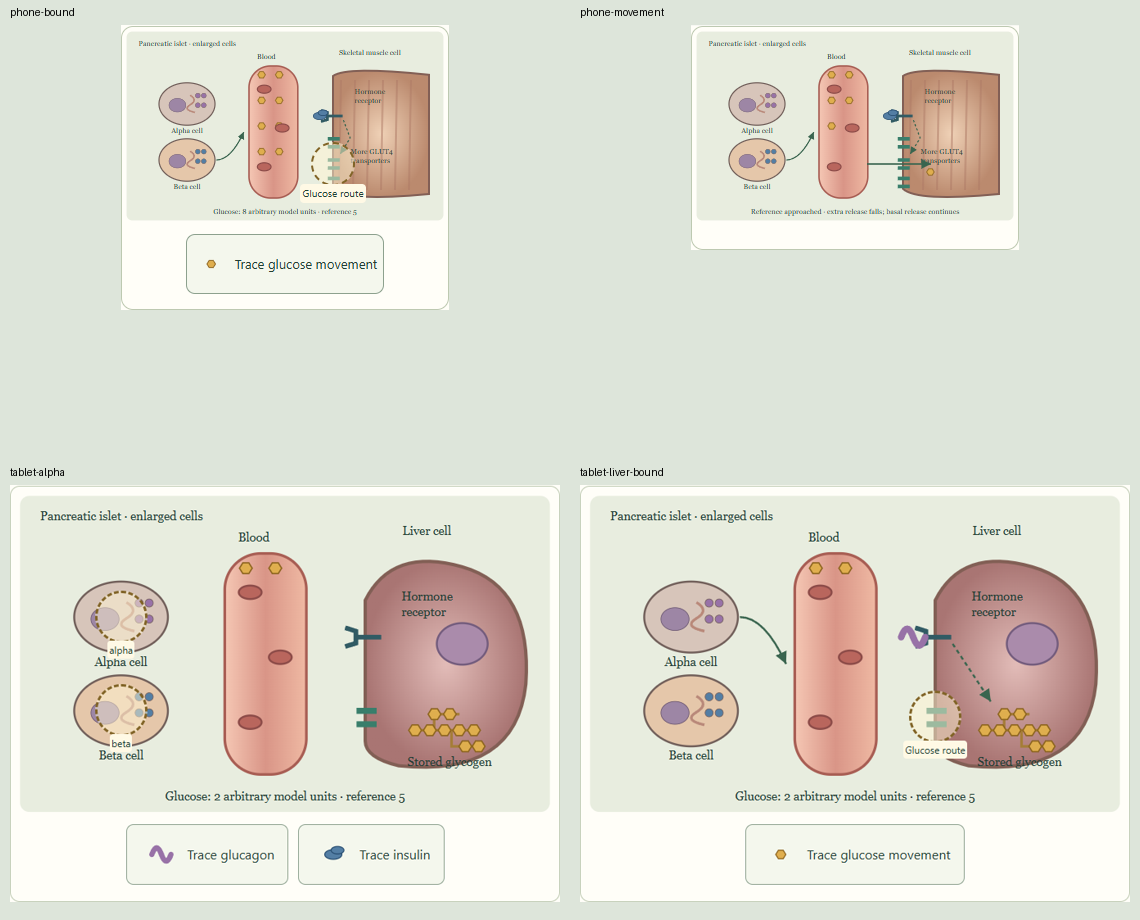 phone-bound
Pancreatic islet · enlarged cells
Blood
Skeletal muscle cell
Hormone
receptor
Alpha cell
More GLUT4
transporters
Beta cell
Glucose route
Glucose: 8 arbitrary model units · reference 5
Trace glucose movement
phone-movement
Pancreatic islet · enlarged cells
Blood
Skeletal muscle cell
Hormone
receptor
Alpha cell
More GLUT4
transporters
Beta cell
Reference approached · extra release falls; basal release continues
tablet-alpha
Pancreatic islet · enlarged cells
Blood
Liver cell
Hormone
receptor
alpha
Alpha cell
beta
Beta cell
Stored glycogen
Glucose: 2 arbitrary model units · reference 5
Trace glucagon
Trace insulin
tablet-liver-bound
Pancreatic islet · enlarged cells
Blood
Liver cell
Hormone
receptor
Alpha cell
Glucose route
Beta cell
Stored glycogen
Glucose: 2 arbitrary model units · reference 5
Trace glucose movement